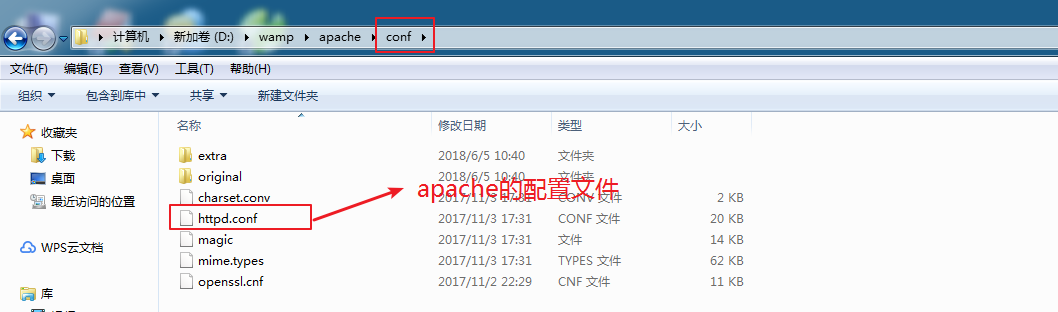 计算机 新加卷 (D:) wamp apache conf
文件(F) 编辑(E) 查看(V) 工具(T) 帮助(H)
组织 包含到库中 共享 新建文件夹
收藏夹
下载
桌面
最近访问的位置
WPS云文档
库
名称 修改日期 类型 大小
extra 2018/6/5 10:40 文件夹
original 2018/6/5 10:40 文件夹
apache的配置文件
charset.conv 2017/11/3 17:31 CONV 文件 2 KB
httpd.conf 2017/11/3 17:31 CONF 文件 20 KB
magic 2017/11/3 17:31 文件 14 KB
mime.types 2017/11/3 17:31 TYPES 文件 62 KB
openssl.cnf 2017/11/2 22:29 CNF 文件 11 KB